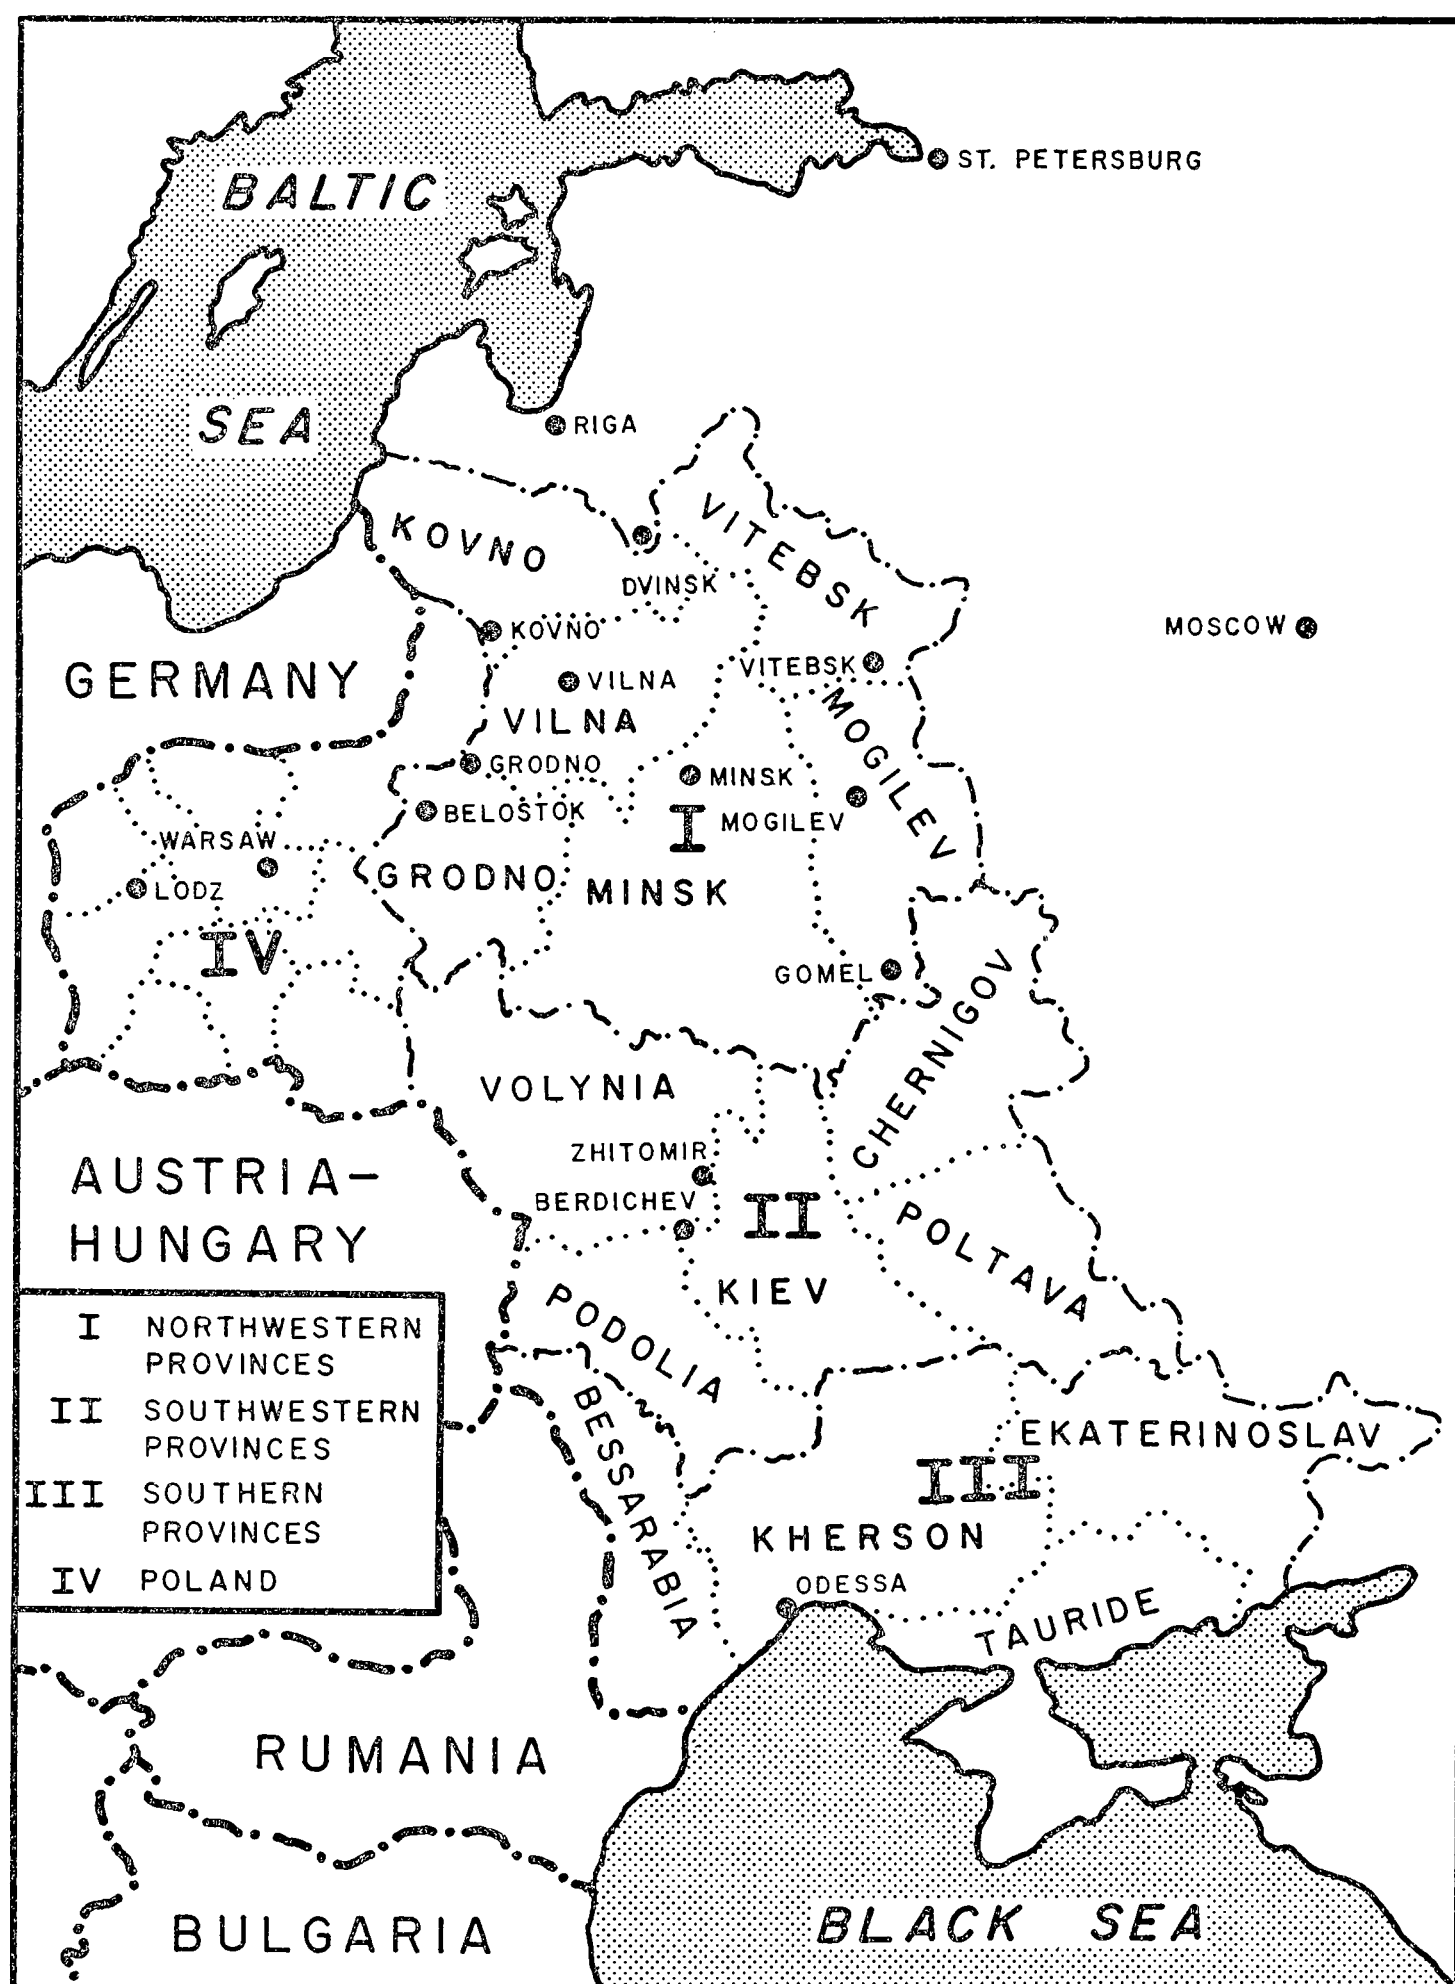 ST. PETERSBURG
BALTIC
SEA
RIGA
KOVNO
VITEBSK
DVINSK
KOVNO
MOSCOW
VITEBSK
GERMANY
VILNA
VILNA
MOGILEV
GRODNO
MINSK
BELOSTOK
I
MOGILEV
WARSAW
GRODNO
MINSK
LODZ
IV
GOMEL
CHERNIGOV
VOLYNIA
ZHITOMIR
AUSTRIA-
HUNGARY
BERDICHEV
II
POLTAVA
KIEV
PODOLIA
I NORTHWESTERN
PROVINCES
II SOUTHWESTERN
PROVINCES
III SOUTHERN
PROVINCES
IV POLAND
BESSARABIA
EKATERINOSLAV
III
KHERSON
ODESSA
TAURIDE
RUMANIA
BULGARIA
BLACK SEA